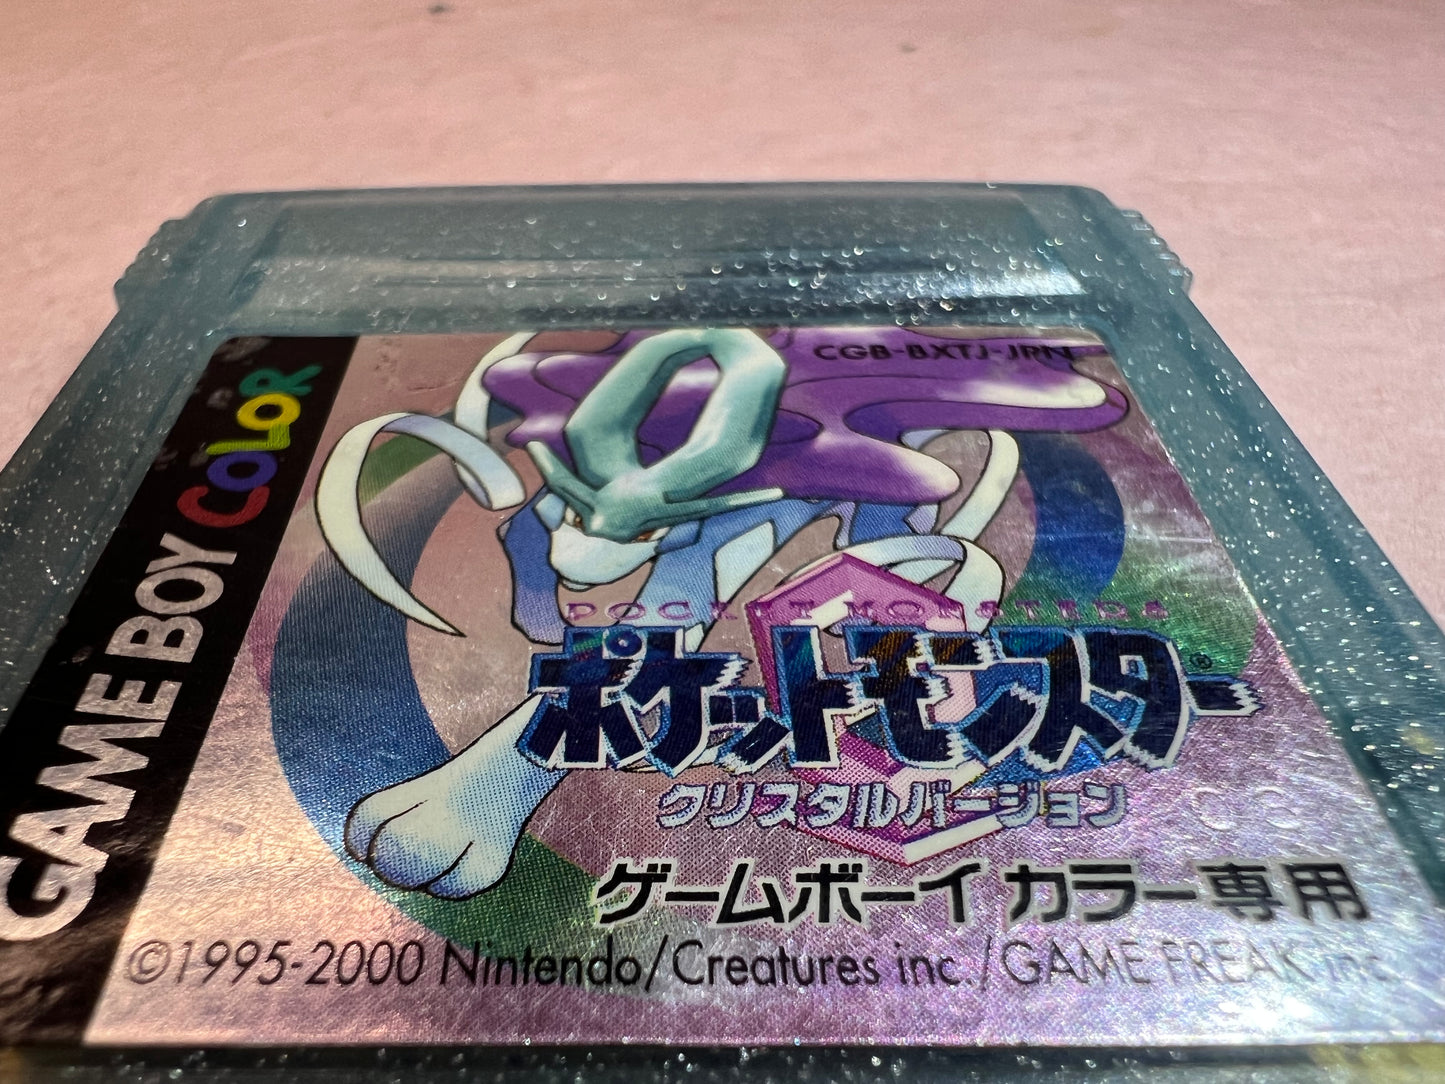 GAME BOY COLOR
CGB-BXTJ-JPN
POCKET MONSTERS
ポケットモンスター®
クリスタルバージョン
08
ゲームボーイカラー専用
©1995-2000 Nintendo/Creatures inc./GAME FREAK inc.